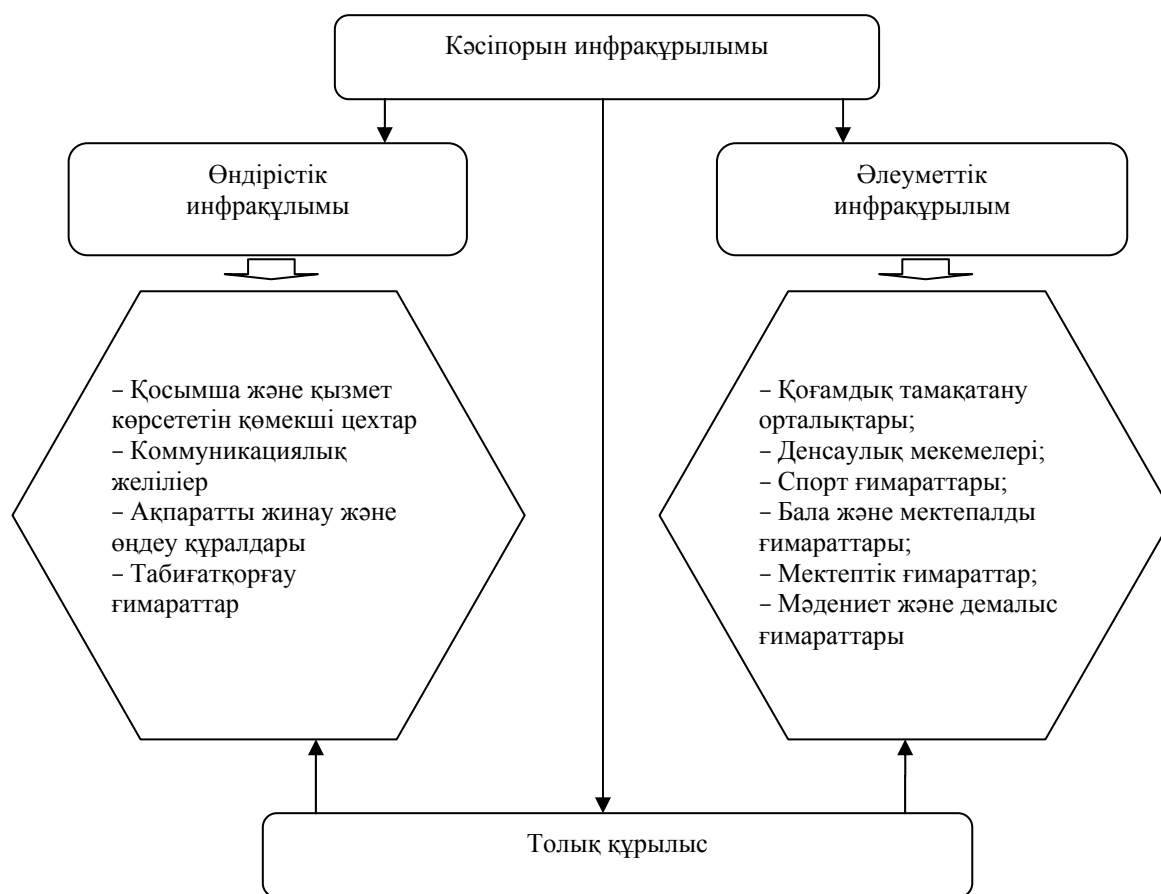 Кәсіпорын инфрақұрылымы
Өндірістік
инфрақұлымы
Әлеуметтік
инфрақұрылым
– Қосымша және қызмет
көрсететін қөмекші цехтар
– Коммуникациялық
желіліер
– Ақпаратты жинау және
өңдеу құралдары
– Табиғатқорғау
ғимараттар
– Қоғамдық тамақатану
орталықтары;
– Денсаулық мекемелері;
– Спорт ғимараттары;
– Бала және мектепалды
ғимараттары;
– Мектептік ғимараттар;
– Мәдениет және демалыс
ғимараттары
Толық құрылыс